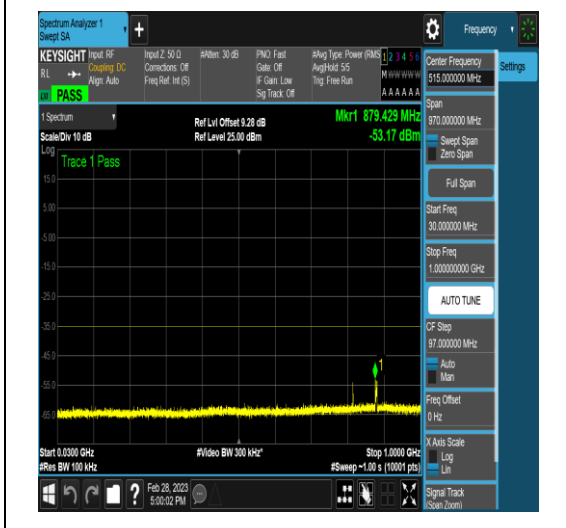 Spectrum Analyzer 1
Swept SA
+
Frequency
KEYSIGHT
RL
PASS
Input: RF
Coupling: DC
Align: Auto
Input Z: 50 Ω
Corrections: Off
Freq Ref: Int (S)
#Atten: 30 dB
PNO: Fast
Gate: Off
IF Gain: Low
Sig Track: Off
#Avg Type: Power (RMS
Avg|Hold: 5/5
Trig: Free Run
1 2 3 4 5 6
M W W W W W
A A A A A A
1 Spectrum
Scale/Div 10 dB
Ref Lvl Offset 9.28 dB
Ref Level 25.00 dBm
Mkr1 879.429 MHz
-53.17 dBm
Log
Trace 1 Pass
15.0
5.00
-5.00
-15.0
-25.0
-35.0
-45.0
-55.0
-65.0
1
Start 0.0300 GHz
#Res BW 100 kHz
#Video BW 300 kHz*
Stop 1.0000 GHz
#Sweep ~1.00 s (10001 pts)
?
Feb 28, 2023
5:00:02 PM
Center Frequency
515.000000 MHz
Settings
Span
970.000000 MHz
Swept Span
Zero Span
Full Span
Start Freq
30.000000 MHz
Stop Freq
1.000000000 GHz
AUTO TUNE
CF Step
97.000000 MHz
Auto
Man
Freq Offset
0 Hz
X Axis Scale
Log
Lin
Signal Track
(Span Zoom)